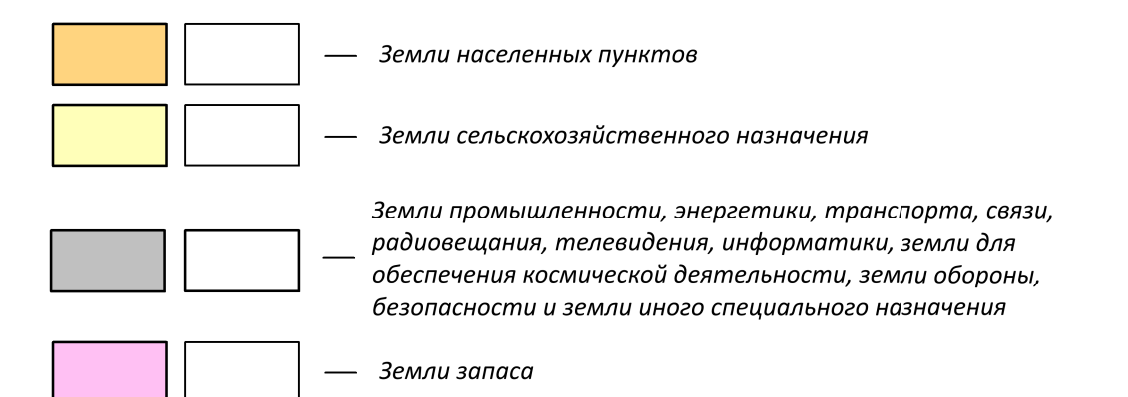 — Земли населенных пунктов
— Земли сельскохозяйственного назначения
Земли промышленности, энергетики, транспорта, связи,
— радиовещания, телевидения, информатики, земли для
обеспечения космической деятельности, земли обороны,
безопасности и земли иного специального назначения
— Земли запаса